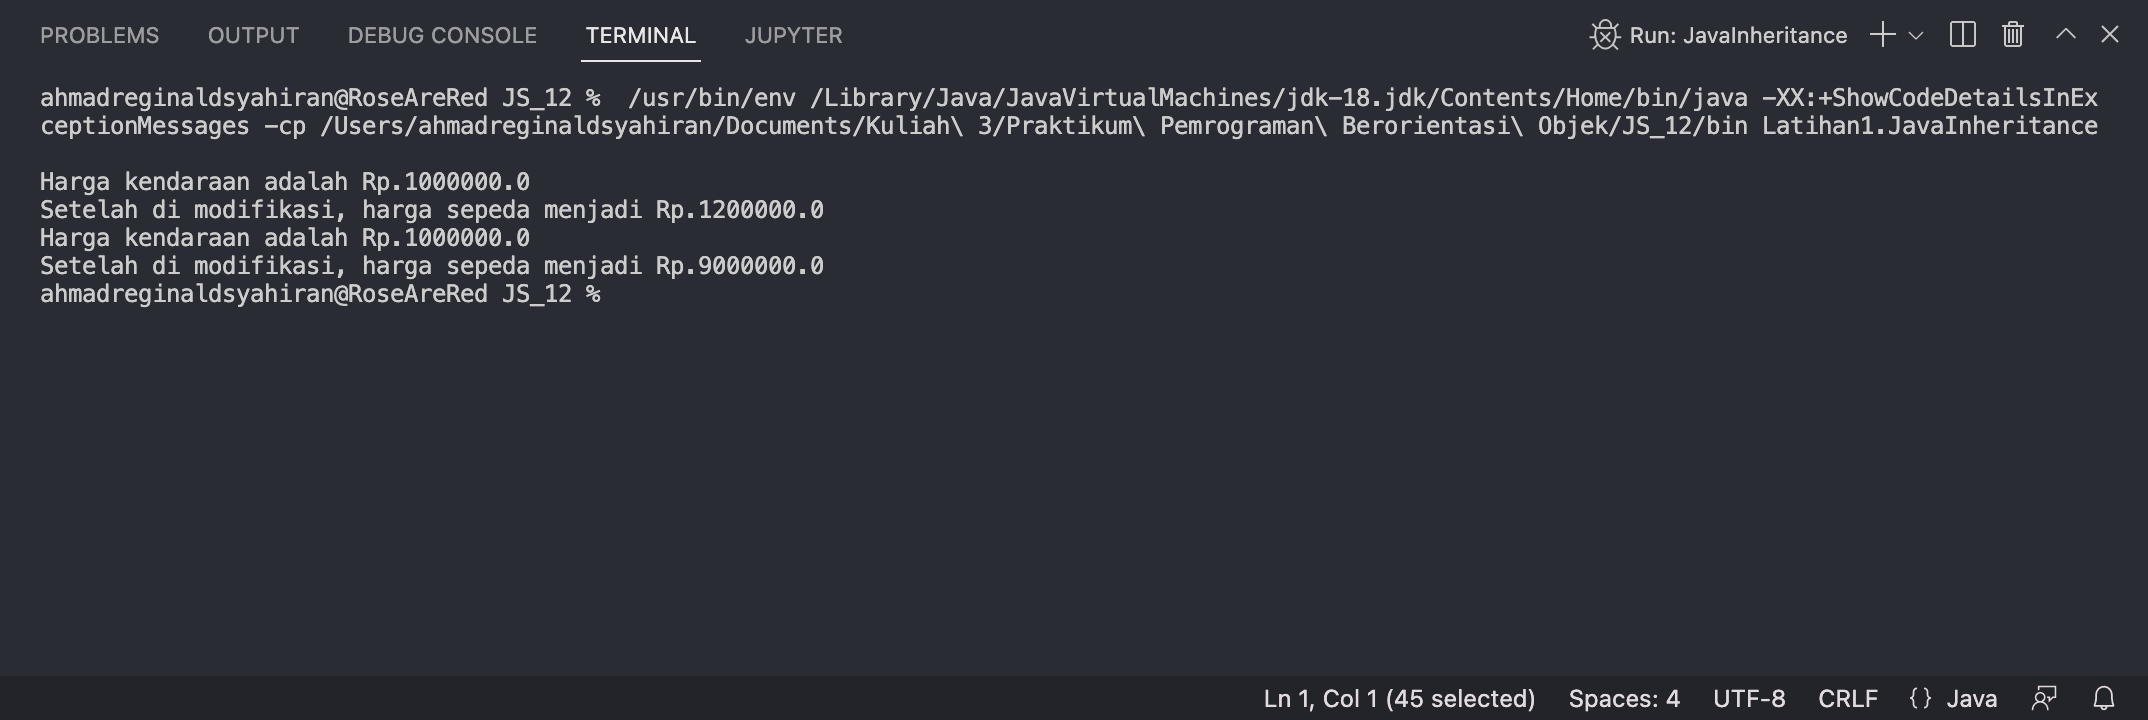 PROBLEMS OUTPUT DEBUG CONSOLE TERMINAL JUPYTER Run: JavaInheritance
ahmadreginaldsyahiran@RoseAreRed JS_12 %  /usr/bin/env /Library/Java/JavaVirtualMachines/jdk-18.jdk/Contents/Home/bin/java -XX:+ShowCodeDetailsInEx
ceptionMessages -cp /Users/ahmadreginaldsyahiran/Documents/Kuliah\ 3/Praktikum\ Pemrograman\ Berorientasi\ Objek/JS_12/bin Latihan1.JavaInheritance
Harga kendaraan adalah Rp.1000000.0
Setelah di modifikasi, harga sepeda menjadi Rp.1200000.0
Harga kendaraan adalah Rp.1000000.0
Setelah di modifikasi, harga sepeda menjadi Rp.9000000.0
ahmadreginaldsyahiran@RoseAreRed JS_12 %
Ln 1, Col 1 (45 selected) Spaces: 4 UTF-8 CRLF {} Java